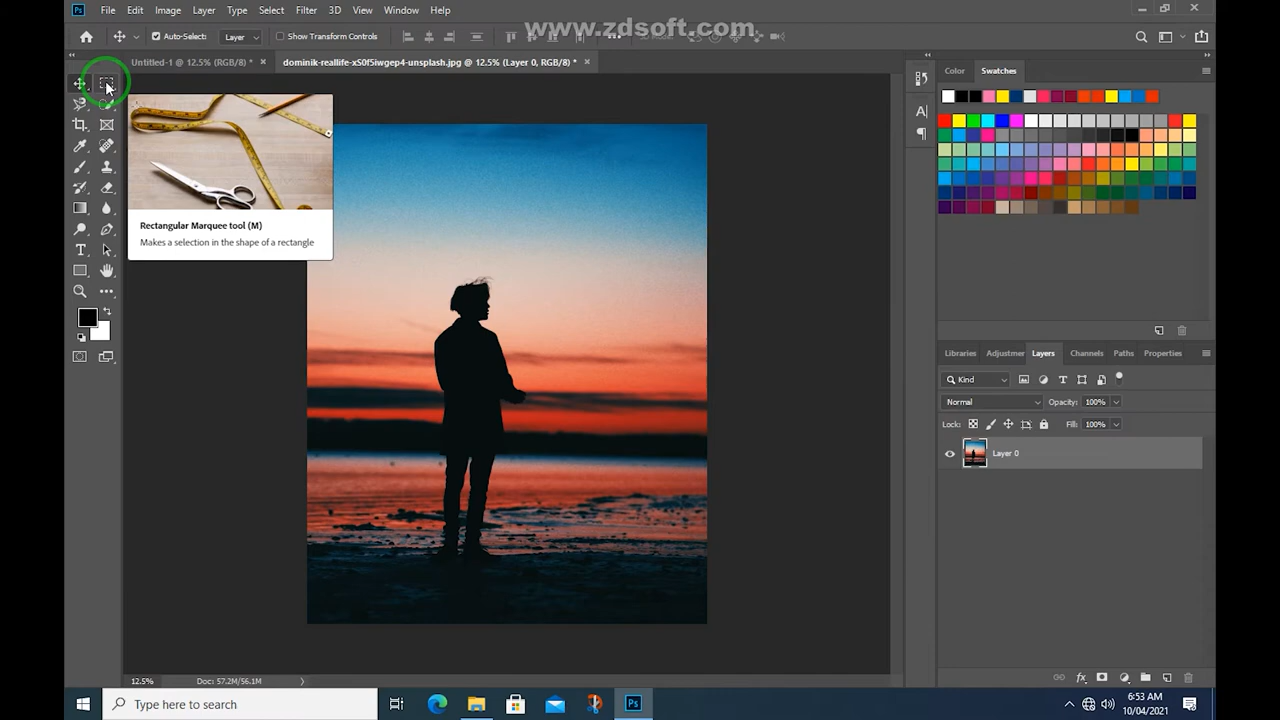 Ps File Edit Image Layer Type Select Filter 3D View Window Help
www.zdsoft.com
Auto-Select: Layer Show Transform Controls
Untitled-1 @ 12.5% (RGB/8) * × dominik-reallife-xS0f5iwgep4-unsplash.jpg @ 12.5% (Layer 0, RGB/8) * ×
Color Swatches
Rectangular Marquee tool (M)
Makes a selection in the shape of a rectangle
Libraries Adjustmer Layers Channels Paths Properties
Kind
Normal Opacity: 100%
Lock: Fill: 100%
Layer 0
12.5% Doc: 57.2M/56.1M
Type here to search
Ps
6:53 AM
10/04/2021